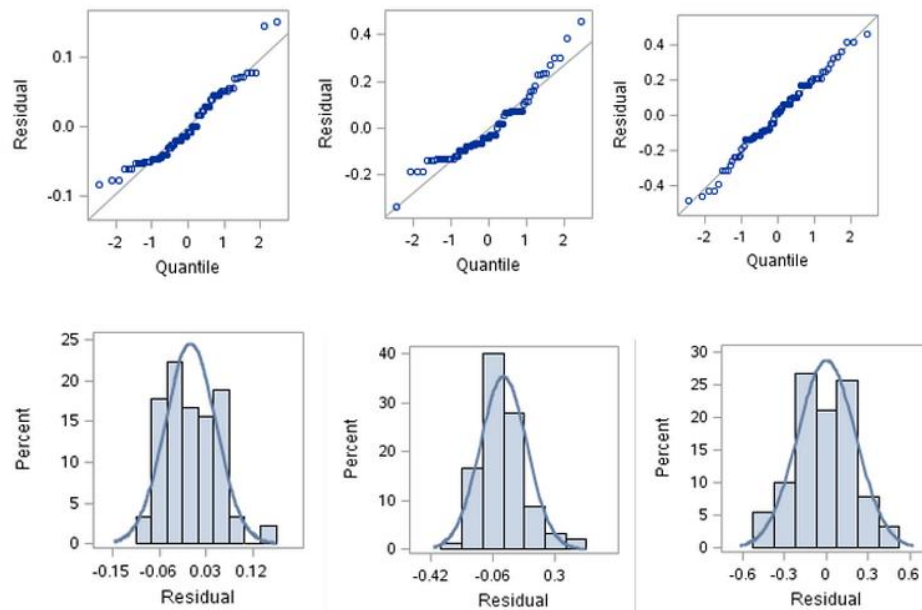 0.1
0.0
-0.1
Residual
-2 -1 0 1 2
Quantile
0.4
0.2
0.0
-0.2
Residual
-2 -1 0 1 2
Quantile
0.4
0.2
0.0
-0.2
-0.4
Residual
-2 -1 0 1 2
Quantile
25
20
15
10
5
0
Percent
-0.15 -0.06 0.03 0.12
Residual
40
30
20
10
0
Percent
-0.42 -0.06 0.3
Residual
30
25
20
15
10
5
0
Percent
-0.6 -0.3 0 0.3 0.6
Residual